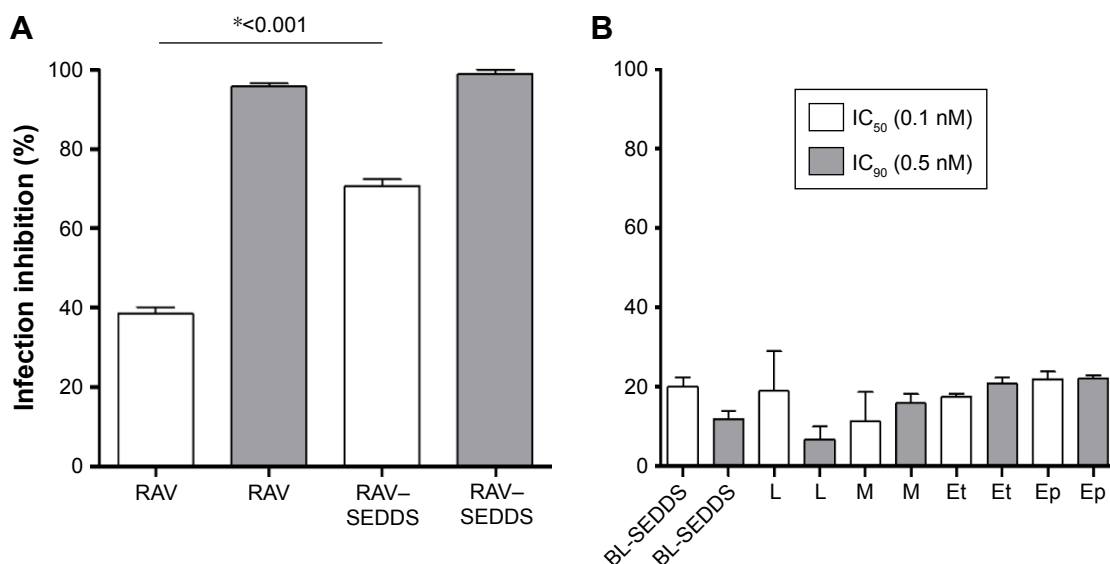 A
*<0.001
Infection inhibition (%)
100
80
60
40
20
0
RAV
RAV
RAV–
SEDDS
RAV–
SEDDS
B
100
80
60
40
20
0
IC50 (0.1 nM)
IC90 (0.5 nM)
BL-SEDDS
BL-SEDDS
L
L
M
M
Et
Et
Ep
Ep